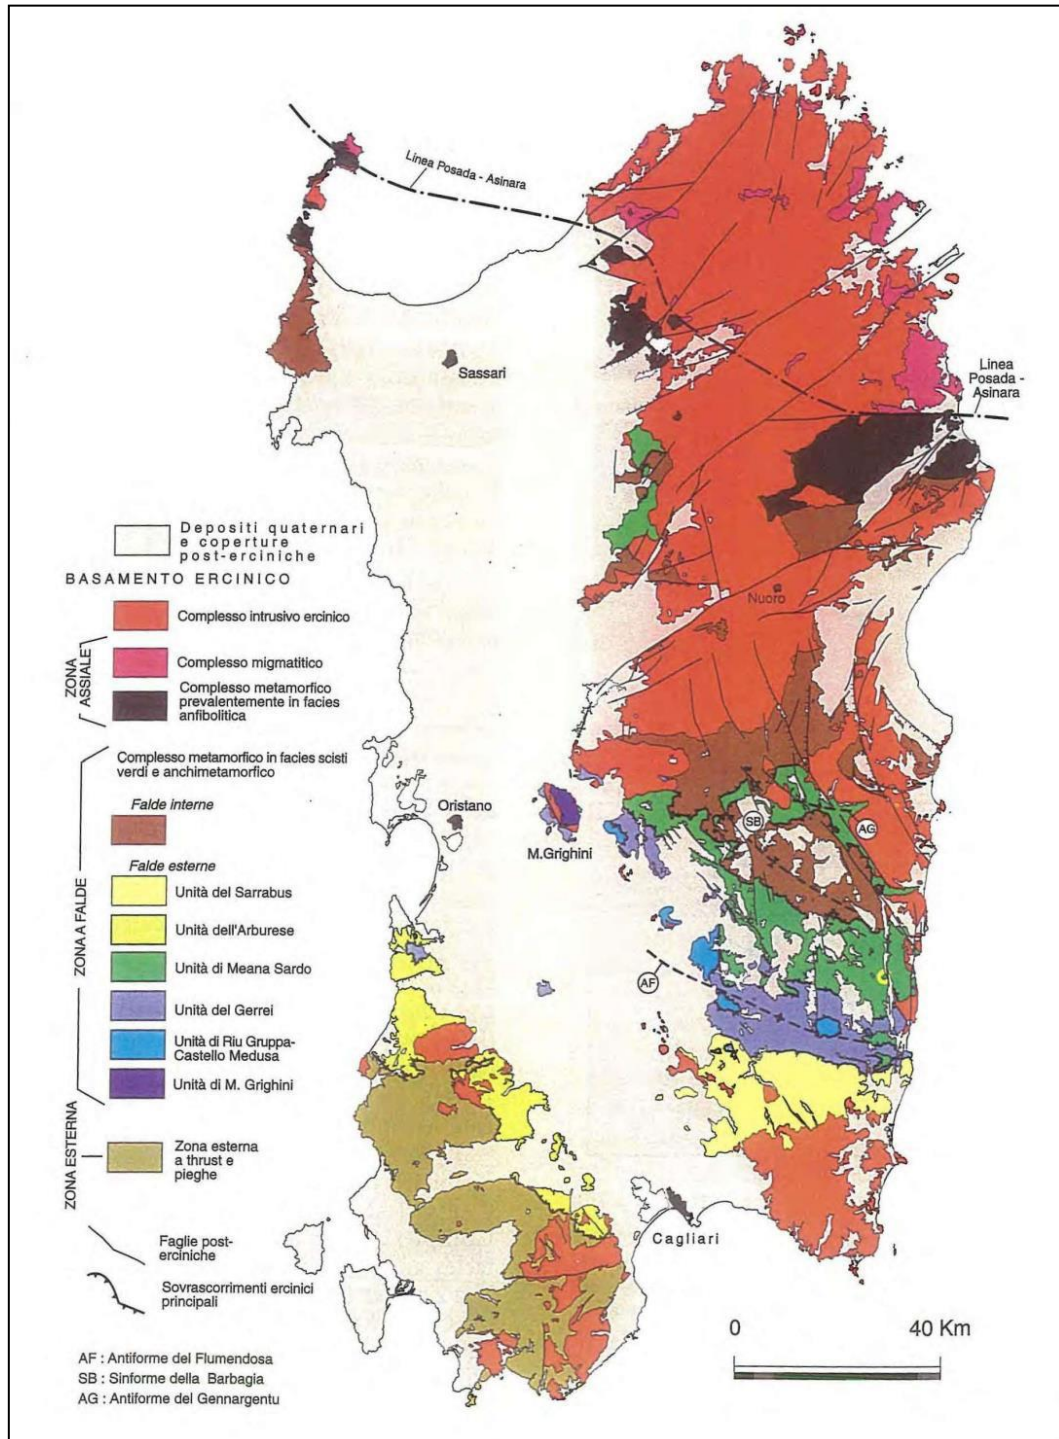 Linea Posada - Asinara
Sassari
Linea
Posada -
Asinara
Depositi quaternari
e coperture
post-erciniche
BASAMENTO ERCINICO
Nuoro
ZONA
ASSIALE
Complesso intrusivo ercinico
Complesso migmatitico
Complesso metamorfico
prevalentemente in facies
anfibolitica
Complesso metamorfico in facies scisti
verdi e anchimetamorfico
Oristano
M.Grighini
SB
AG
AF
ZONA A FALDE
Falde interne
Falde esterne
Unità del Sarrabus
Unità dell'Arburese
Unità di Meana Sardo
Unità del Gerrei
Unità di Riu Gruppa-
Castello Medusa
Unità di M. Grighini
ZONA ESTERNA
Zona esterna
a thrust e
pieghe
Cagliari
Faglie post-
erciniche
Sovrascorrimenti ercinici
principali
0 40 Km
AF : Antiforme del Flumendosa
SB : Sinforme della Barbagia
AG : Antiforme del Gennargentu